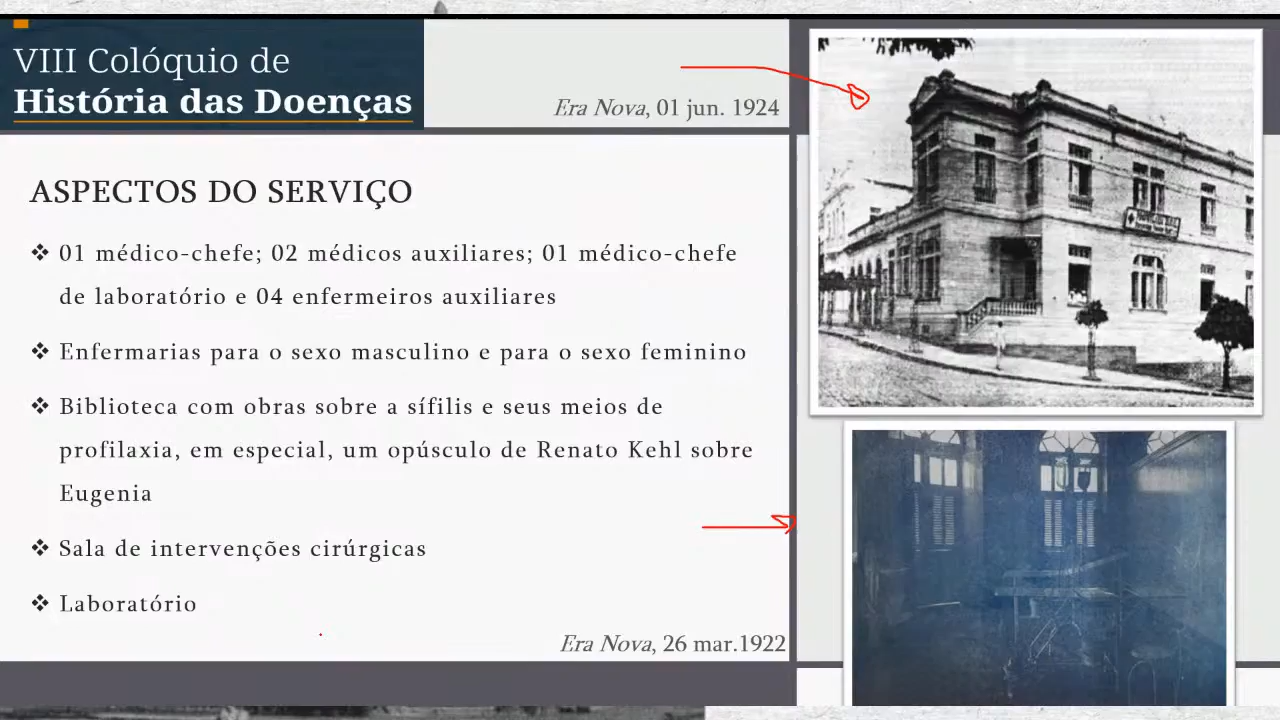 VIII Colóquio de
História das Doenças
Era Nova, 01 jun. 1924
ASPECTOS DO SERVIÇO
❖ 01 médico-chefe; 02 médicos auxiliares; 01 médico-chefe
de laboratório e 04 enfermeiros auxiliares
❖ Enfermarias para o sexo masculino e para o sexo feminino
❖ Biblioteca com obras sobre a sífilis e seus meios de
profilaxia, em especial, um opúsculo de Renato Kehl sobre
Eugenia
❖ Sala de intervenções cirúrgicas
❖ Laboratório
Era Nova, 26 mar.1922